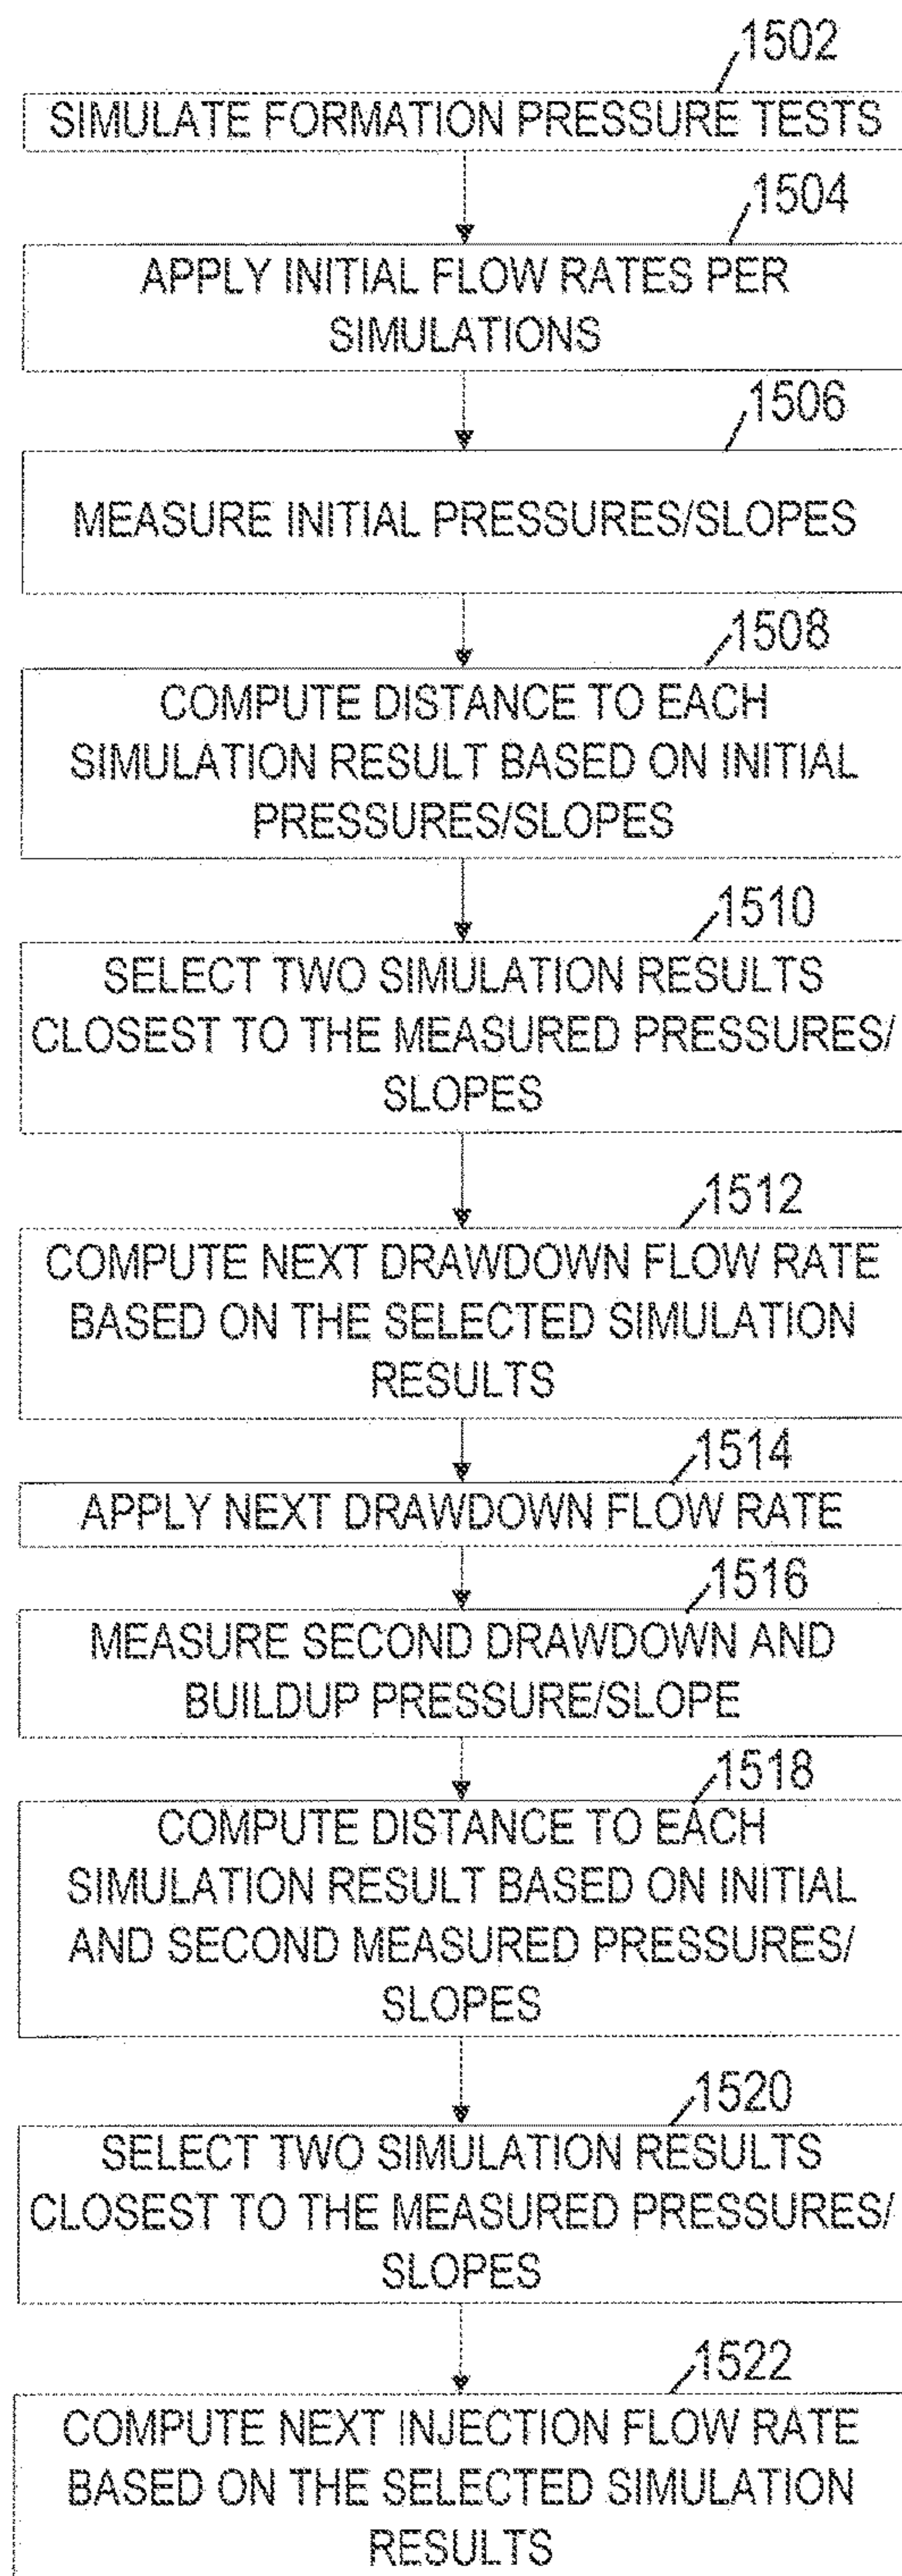 1502
SIMULATE FORMATION PRESSURE TESTS
1504
APPLY INITIAL FLOW RATES PER
SIMULATIONS
1506
MEASURE INITIAL PRESSURES/SLOPES
1508
COMPUTE DISTANCE TO EACH
SIMULATION RESULT BASED ON INITIAL
PRESSURES/SLOPES
1510
SELECT TWO SIMULATION RESULTS
CLOSEST TO THE MEASURED PRESSURES/
SLOPES
1512
COMPUTE NEXT DRAWDOWN FLOW RATE
BASED ON THE SELECTED SIMULATION
RESULTS
1514
APPLY NEXT DRAWDOWN FLOW RATE
1516
MEASURE SECOND DRAWDOWN AND
BUILDUP PRESSURE/SLOPE
1518
COMPUTE DISTANCE TO EACH
SIMULATION RESULT BASED ON INITIAL
AND SECOND MEASURED PRESSURES/
SLOPES
1520
SELECT TWO SIMULATION RESULTS
CLOSEST TO THE MEASURED PRESSURES/
SLOPES
1522
COMPUTE NEXT INJECTION FLOW RATE
BASED ON THE SELECTED SIMULATION
RESULTS